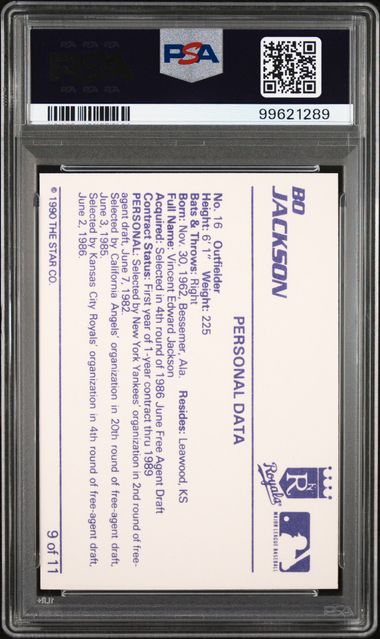 PSA
99621289
BO
JACKSON
Royals
MAJOR LEAGUE BASEBALL
PERSONAL DATA
No. 16 Outfielder
Height: 6' 1" Weight: 225
Bats & Throws: Right
Born: Nov. 30, 1962, Bessemer, Ala. Resides: Leawood, KS
Full Name: Vincent Edward Jackson
Acquired: Selected in 4th round of 1986 June Free Agent Draft
Contract Status: First year of 1-year contract thru 1989
PERSONAL: Selected by New York Yankees' organization in 2nd round of free-
agent draft, June 7, 1982.
Selected by California Angels' organization in 20th round of free-agent draft,
June 3, 1985.
Selected by Kansas City Royals' organization in 4th round of free-agent draft,
June 2, 1986.
© 1990 THE STAR CO.
9 of 11